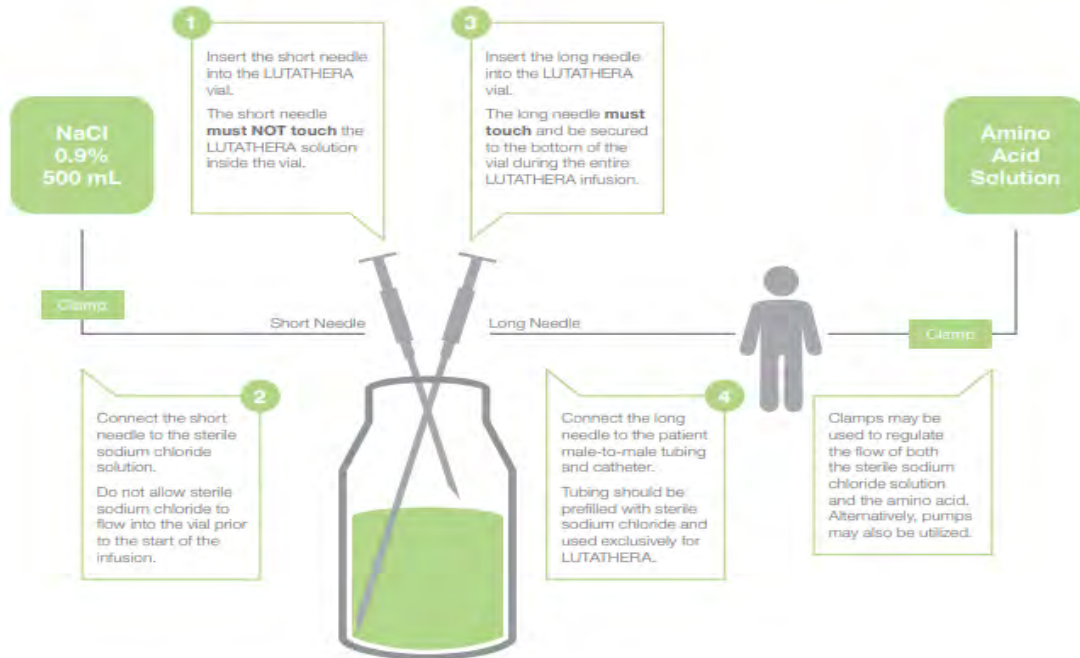 1
Insert the short needle
into the LUTATHERA
vial.
The short needle
must NOT touch the
LUTATHERA solution
inside the vial.
3
Insert the long needle
into the LUTATHERA
vial.
The long needle must
touch and be secured
to the bottom of the
vial during the entire
LUTATHERA infusion.
NaCl
0.9%
500 mL
Amino
Acid
Solution
Clamp
Short Needle
Long Needle
Clamp
2
Connect the short
needle to the sterile
sodium chloride
solution.
Do not allow sterile
sodium chloride to
flow into the vial prior
to the start of the
infusion.
4
Connect the long
needle to the patient
male-to-male tubing
and catheter.
Tubing should be
prefilled with sterile
sodium chloride and
used exclusively for
LUTATHERA.
Clamps may be
used to regulate
the flow of both
the sterile sodium
chloride solution
and the amino acid.
Alternatively, pumps
may also be utilized.